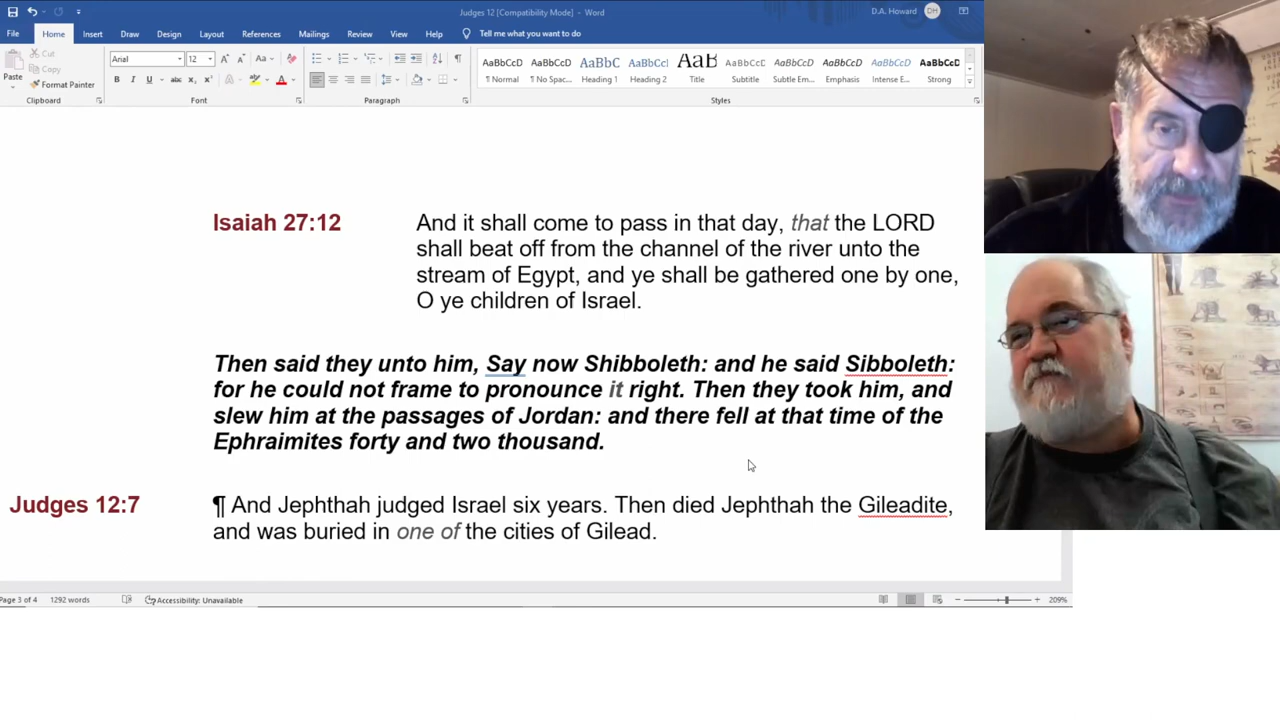 Judges 12 [Compatibility Mode] - Word
D.A. Howard DH
File Home Insert Draw Design Layout References Mailings Review View Help Tell me what you want to do
Paste
Cut
Copy
Format Painter
Arial 12
B I U
AaBbCcD AaBbCcD AaBbC AaBbCcI AaB AaBbCcD AaBbCcD AaBbCcD AaBbCcD AaBbCcD
¶ Normal ¶ No Spac... Heading 1 Heading 2 Title Subtitle Subtle Em... Emphasis Intense E... Strong
Clipboard Font Paragraph Styles
Isaiah 27:12 And it shall come to pass in that day, that the LORD
shall beat off from the channel of the river unto the
stream of Egypt, and ye shall be gathered one by one,
O ye children of Israel.
Then said they unto him, Say now Shibboleth: and he said Sibboleth:
for he could not frame to pronounce it right. Then they took him, and
slew him at the passages of Jordan: and there fell at that time of the
Ephraimites forty and two thousand.
Judges 12:7 ¶ And Jephthah judged Israel six years. Then died Jephthah the Gileadite,
and was buried in one of the cities of Gilead.
Page 3 of 4 1292 words Accessibility: Unavailable 209%